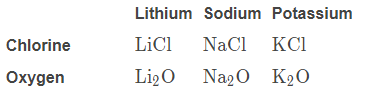 Lithium Sodium Potassium
Chlorine LiCl NaCl KCl
Oxygen Li₂O Na₂O K₂O